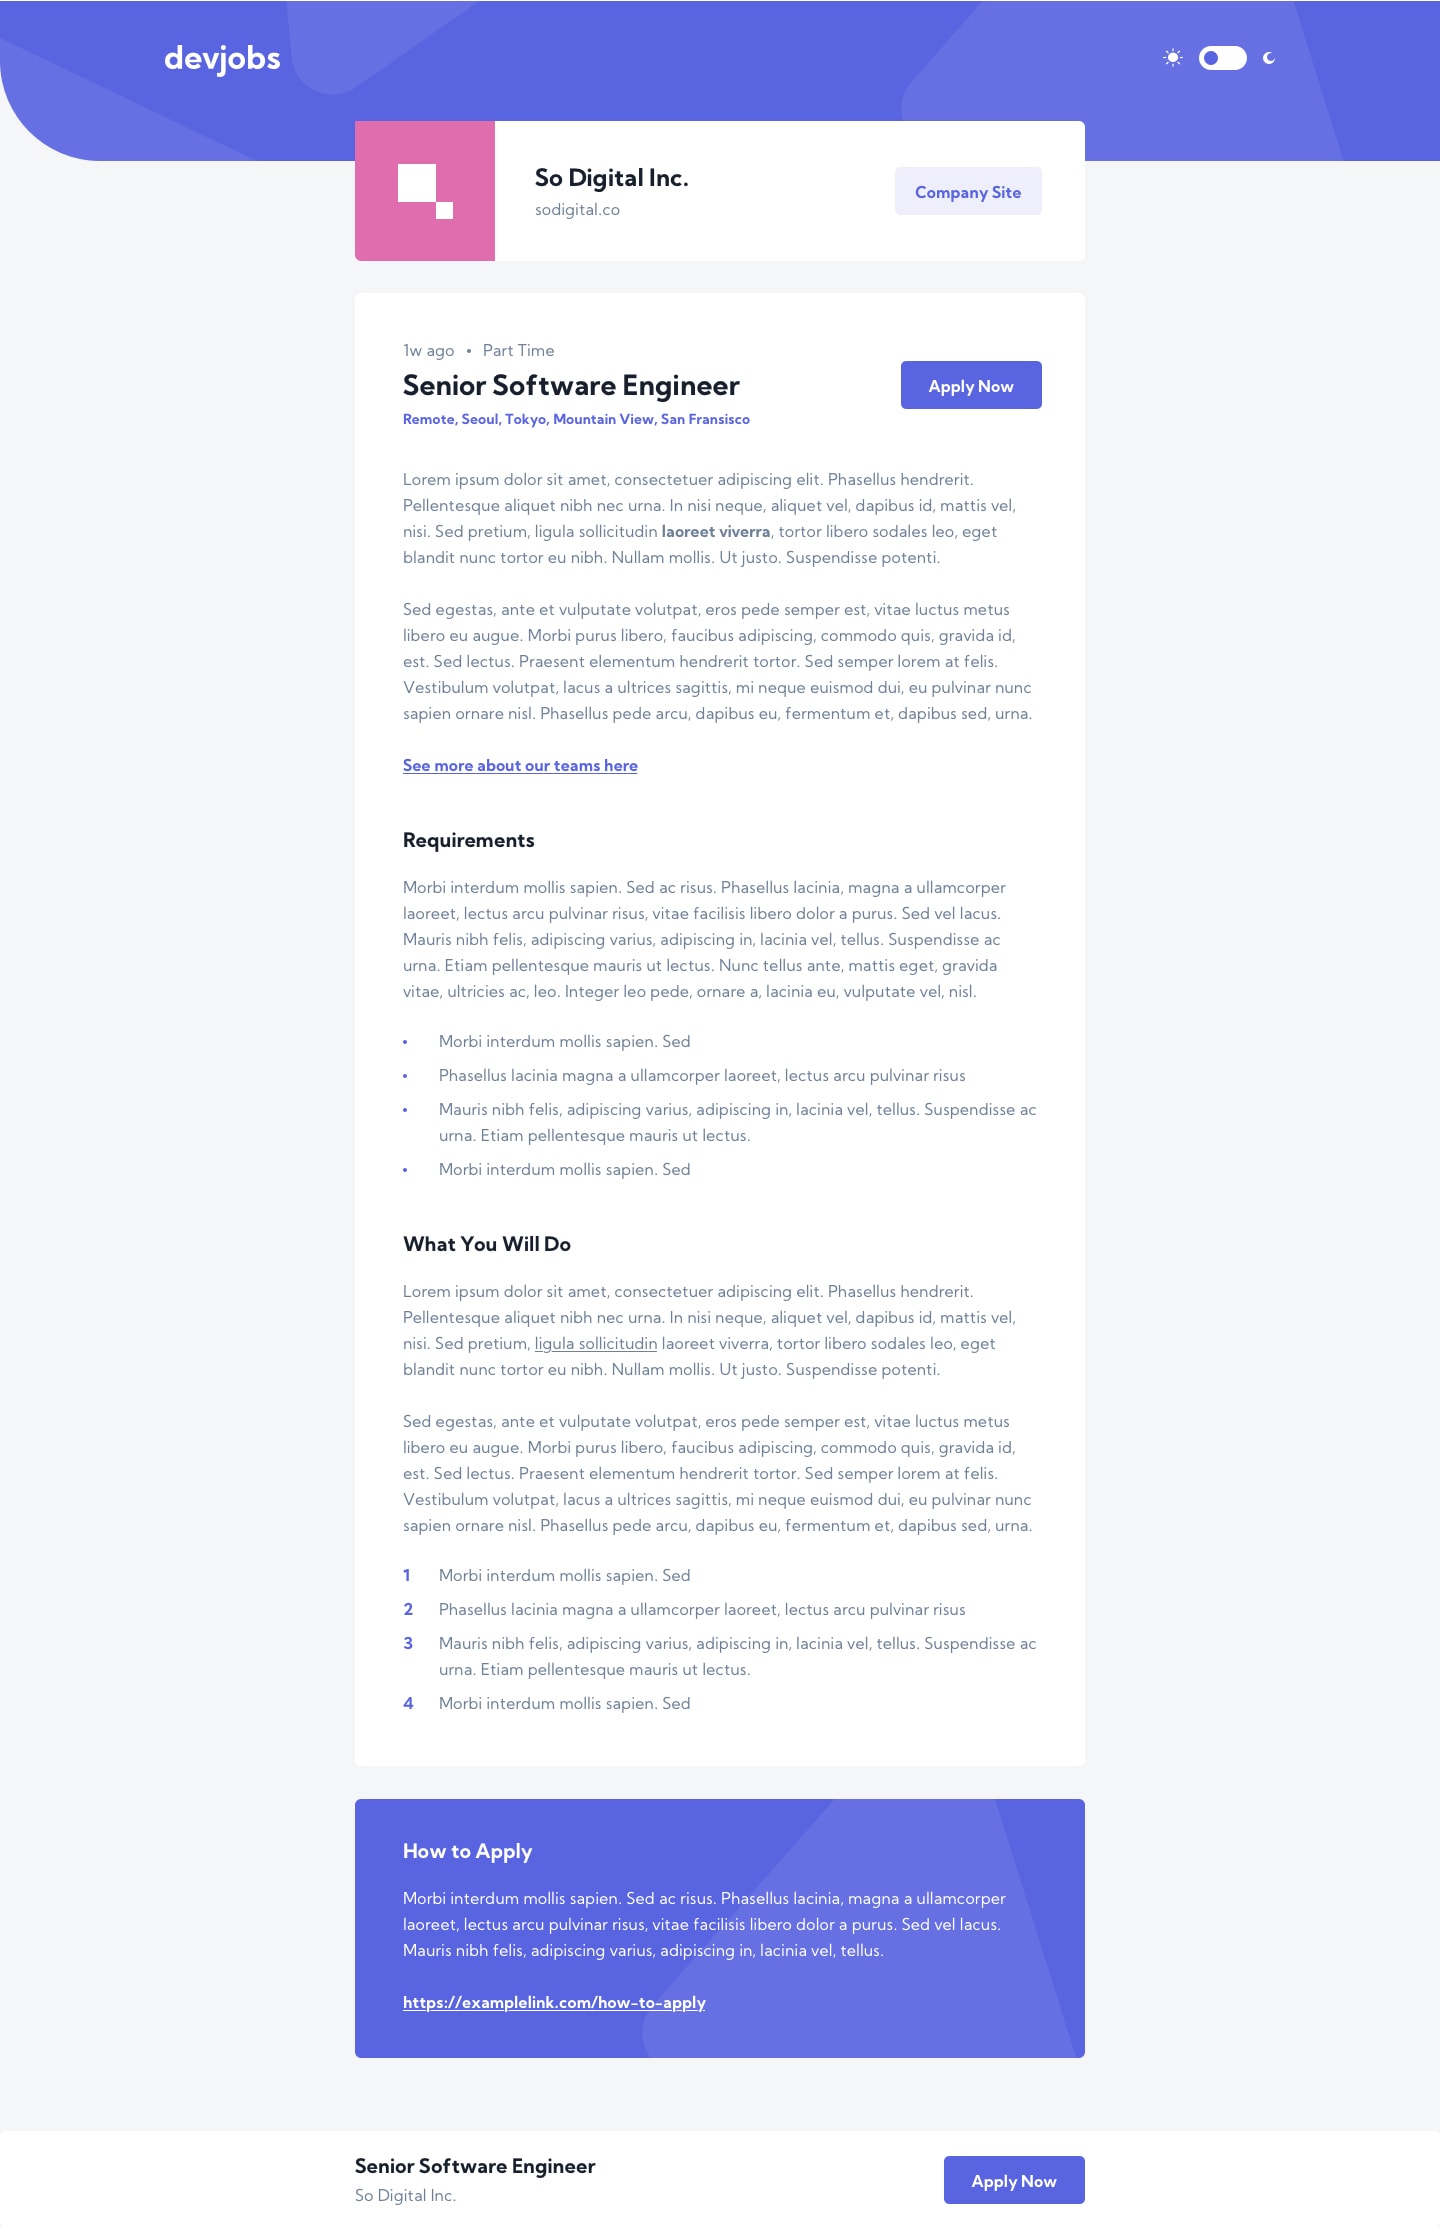 devjobs
So Digital Inc.
sodigital.co
Company Site
1w ago • Part Time
Senior Software Engineer
Remote, Seoul, Tokyo, Mountain View, San Fransisco
Apply Now
Lorem ipsum dolor sit amet, consectetuer adipiscing elit. Phasellus hendrerit.
Pellentesque aliquet nibh nec urna. In nisi neque, aliquet vel, dapibus id, mattis vel,
nisi. Sed pretium, ligula sollicitudin laoreet viverra, tortor libero sodales leo, eget
blandit nunc tortor eu nibh. Nullam mollis. Ut justo. Suspendisse potenti.
Sed egestas, ante et vulputate volutpat, eros pede semper est, vitae luctus metus
libero eu augue. Morbi purus libero, faucibus adipiscing, commodo quis, gravida id,
est. Sed lectus. Praesent elementum hendrerit tortor. Sed semper lorem at felis.
Vestibulum volutpat, lacus a ultrices sagittis, mi neque euismod dui, eu pulvinar nunc
sapien ornare nisl. Phasellus pede arcu, dapibus eu, fermentum et, dapibus sed, urna.
See more about our teams here
Requirements
Morbi interdum mollis sapien. Sed ac risus. Phasellus lacinia, magna a ullamcorper
laoreet, lectus arcu pulvinar risus, vitae facilisis libero dolor a purus. Sed vel lacus.
Mauris nibh felis, adipiscing varius, adipiscing in, lacinia vel, tellus. Suspendisse ac
urna. Etiam pellentesque mauris ut lectus. Nunc tellus ante, mattis eget, gravida
vitae, ultricies ac, leo. Integer leo pede, ornare a, lacinia eu, vulputate vel, nisl.
• Morbi interdum mollis sapien. Sed
• Phasellus lacinia magna a ullamcorper laoreet, lectus arcu pulvinar risus
• Mauris nibh felis, adipiscing varius, adipiscing in, lacinia vel, tellus. Suspendisse ac
urna. Etiam pellentesque mauris ut lectus.
• Morbi interdum mollis sapien. Sed
What You Will Do
Lorem ipsum dolor sit amet, consectetuer adipiscing elit. Phasellus hendrerit.
Pellentesque aliquet nibh nec urna. In nisi neque, aliquet vel, dapibus id, mattis vel,
nisi. Sed pretium, ligula sollicitudin laoreet viverra, tortor libero sodales leo, eget
blandit nunc tortor eu nibh. Nullam mollis. Ut justo. Suspendisse potenti.
Sed egestas, ante et vulputate volutpat, eros pede semper est, vitae luctus metus
libero eu augue. Morbi purus libero, faucibus adipiscing, commodo quis, gravida id,
est. Sed lectus. Praesent elementum hendrerit tortor. Sed semper lorem at felis.
Vestibulum volutpat, lacus a ultrices sagittis, mi neque euismod dui, eu pulvinar nunc
sapien ornare nisl. Phasellus pede arcu, dapibus eu, fermentum et, dapibus sed, urna.
1 Morbi interdum mollis sapien. Sed
2 Phasellus lacinia magna a ullamcorper laoreet, lectus arcu pulvinar risus
3 Mauris nibh felis, adipiscing varius, adipiscing in, lacinia vel, tellus. Suspendisse ac
urna. Etiam pellentesque mauris ut lectus.
4 Morbi interdum mollis sapien. Sed
How to Apply
Morbi interdum mollis sapien. Sed ac risus. Phasellus lacinia, magna a ullamcorper
laoreet, lectus arcu pulvinar risus, vitae facilisis libero dolor a purus. Sed vel lacus.
Mauris nibh felis, adipiscing varius, adipiscing in, lacinia vel, tellus.
https://examplelink.com/how-to-apply
Senior Software Engineer
So Digital Inc.
Apply Now